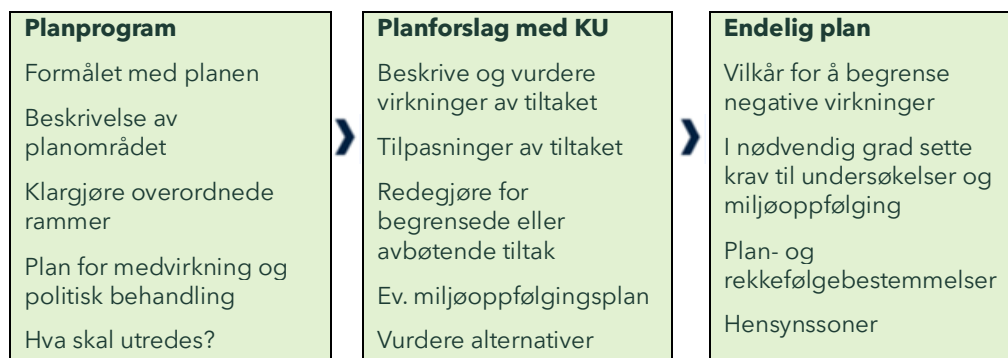 Planprogram
Formålet med planen
Beskrivelse av
planområdet
Klargjøre overordnede
rammer
Plan for medvirkning og
politisk behandling
Hva skal utredes?
Planforslag med KU
Beskrive og vurdere
virkninger av tiltaket
Tilpasninger av tiltaket
Redegjøre for
begrensede eller
avbøtende tiltak
Ev. miljøoppfølgingsplan
Vurdere alternativer
Endelig plan
Vilkår for å begrense
negative virkninger
I nødvendig grad sette
krav til undersøkelser og
miljøoppfølging
Plan- og
rekkefølgebestemmelser
Hensynssoner